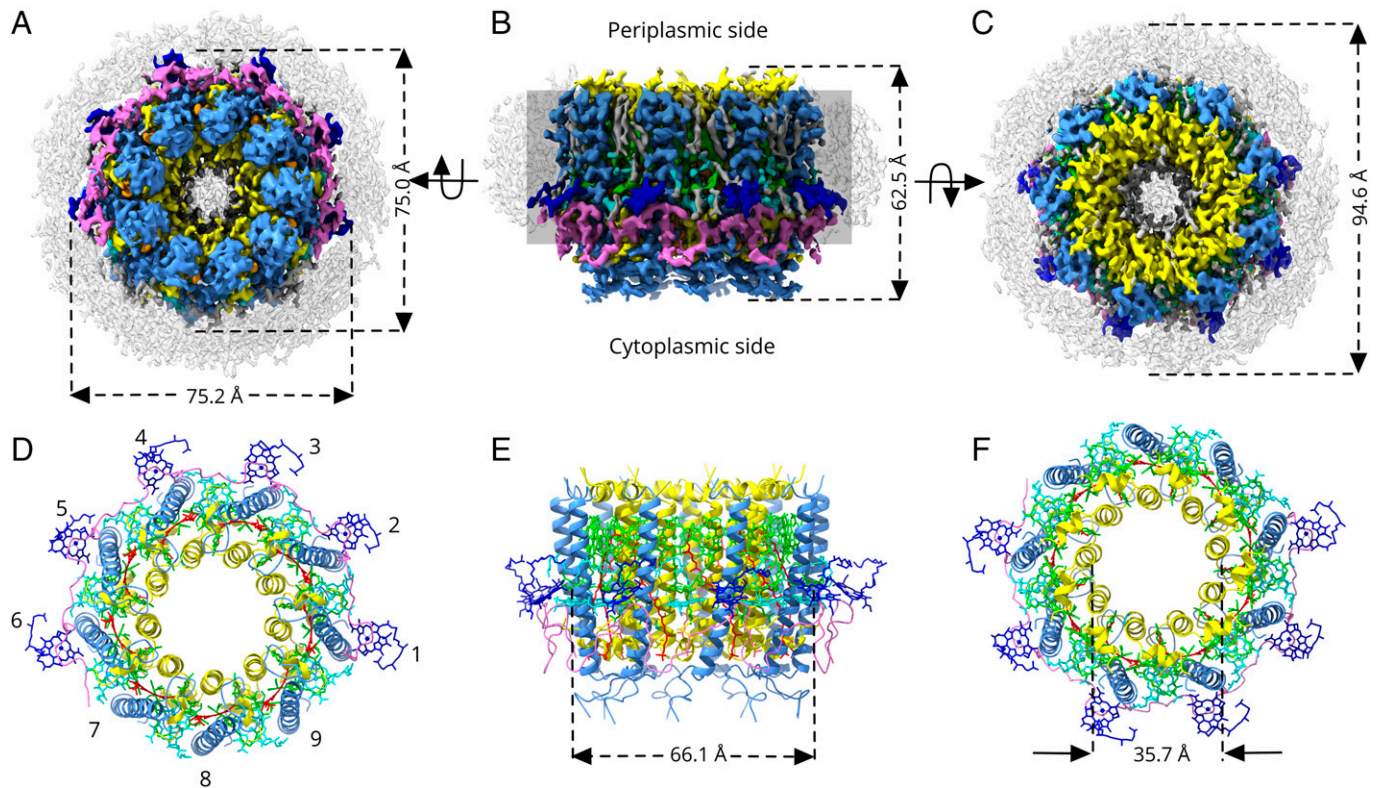 A
B
C
Periplasmic side
75.0 Å
62.5 Å
94.6 Å
Cytoplasmic side
75.2 Å
D
E
F
4
3
5
2
6
1
7
9
8
66.1 Å
35.7 Å